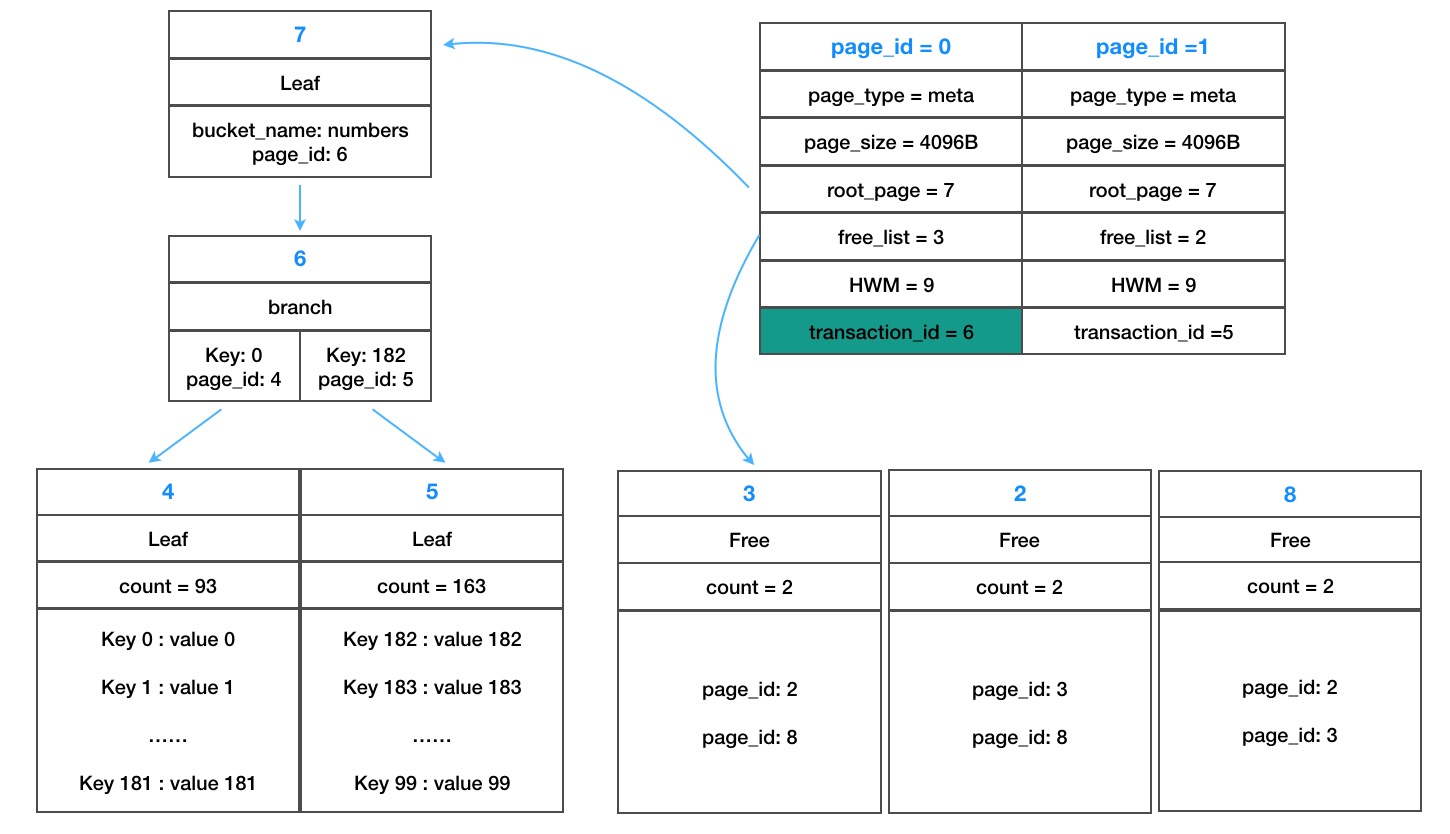 7
Leaf
bucket_name: numbers
page_id: 6
6
branch
Key: 0
page_id: 4
Key: 182
page_id: 5
4
Leaf
count = 93
Key 0 : value 0
Key 1 : value 1
......
Key 181 : value 181
5
Leaf
count = 163
Key 182 : value 182
Key 183 : value 183
......
Key 99 : value 99
page_id = 0
page_type = meta
page_size = 4096B
root_page = 7
free_list = 3
HWM = 9
transaction_id = 6
page_id =1
page_type = meta
page_size = 4096B
root_page = 7
free_list = 2
HWM = 9
transaction_id =5
3
Free
count = 2
page_id: 2
page_id: 8
2
Free
count = 2
page_id: 3
page_id: 8
8
Free
count = 2
page_id: 2
page_id: 3